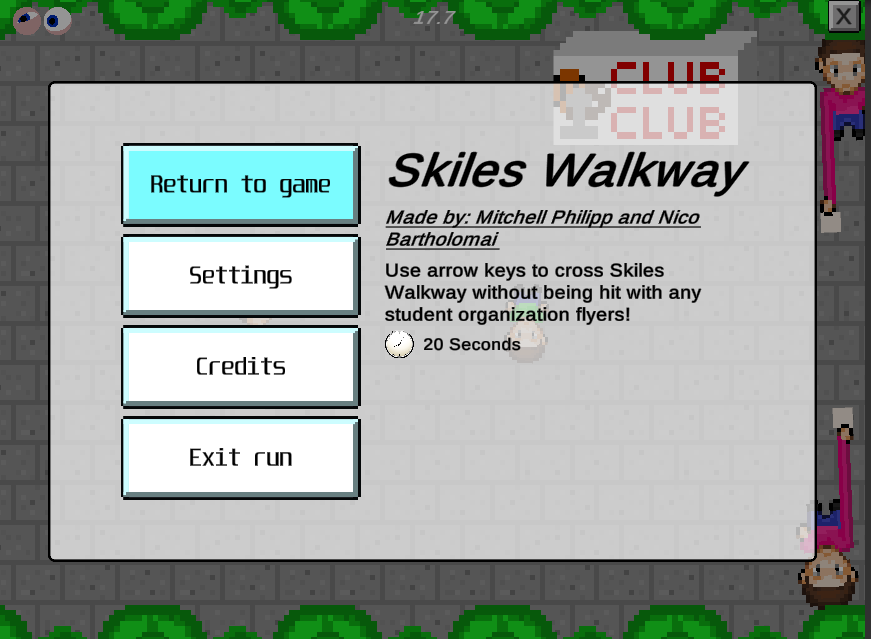 17.7
X
CLUB
CLUB
Return to game
Settings
Credits
Exit run
Skiles Walkway
Made by: Mitchell Philipp and Nico
Bartholomai
Use arrow keys to cross Skiles
Walkway without being hit with any
student organization flyers!
20 Seconds